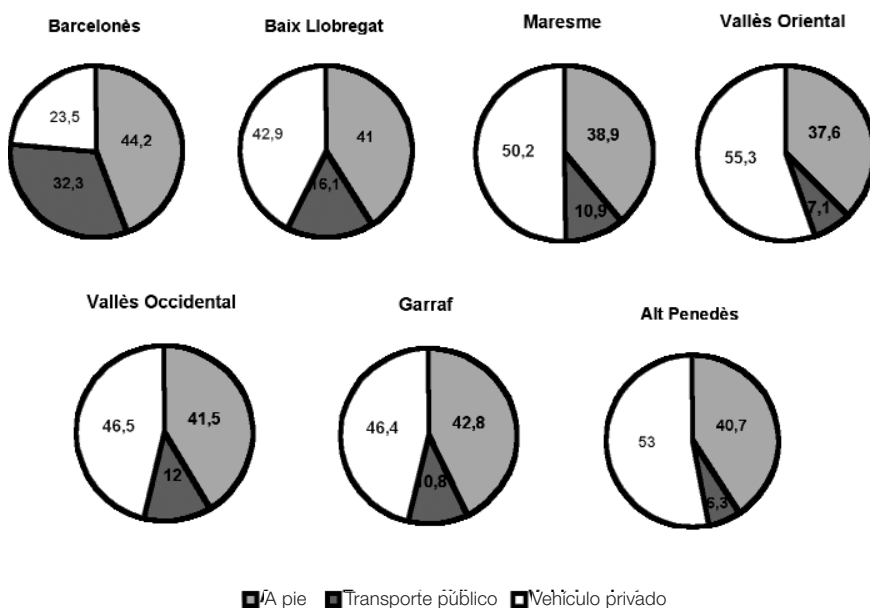 Barcelonès
Baix Llobregat
Maresme
Vallès Oriental
23,5
44,2
32,3
42,9
41
16,1
50,2
38,9
10,9
55,3
37,6
7,1
Vallès Occidental
Garraf
Alt Penedès
46,5
41,5
12
46,4
42,8
10,8
53
40,7
6,3
A pie Transporte público Vehículo privado